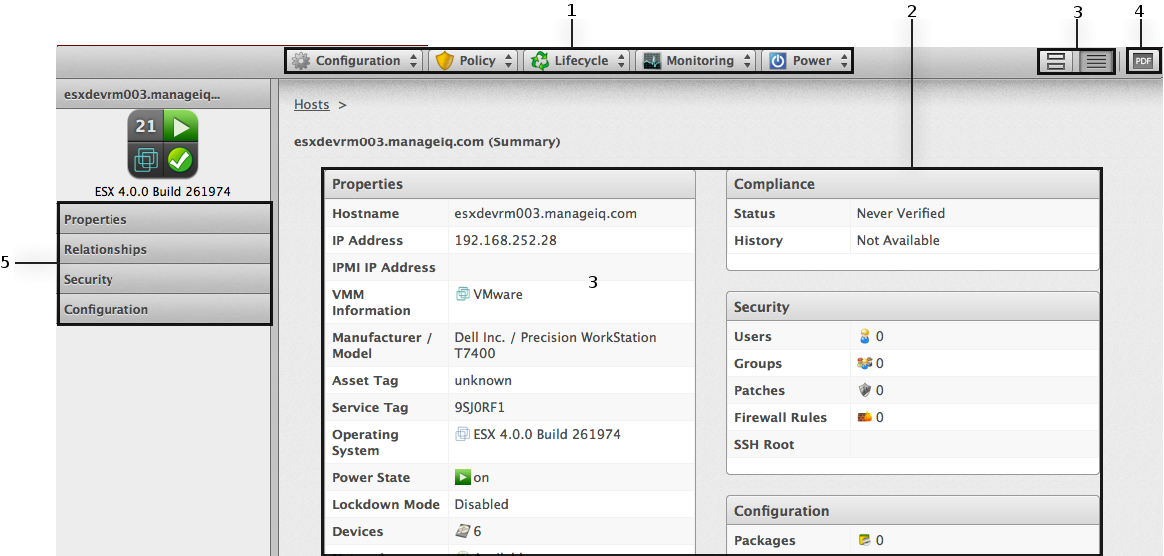 1
2
3
4
Configuration
Policy
Lifecycle
Monitoring
Power
PDF
esxdevrm003.manageiq...
21
ESX 4.0.0 Build 261974
5
Properties
Relationships
Security
Configuration
Hosts >
esxdevrm003.manageiq.com (Summary)
Properties
Hostname esxdevrm003.manageiq.com
IP Address 192.168.252.28
IPMI IP Address
3
VMM Information VMware
Manufacturer / Model Dell Inc. / Precision WorkStation T7400
Asset Tag unknown
Service Tag 9SJ0RF1
Operating System ESX 4.0.0 Build 261974
Power State on
Lockdown Mode Disabled
Devices 6
Compliance
Status Never Verified
History Not Available
Security
Users 0
Groups 0
Patches 0
Firewall Rules 0
SSH Root
Configuration
Packages 0